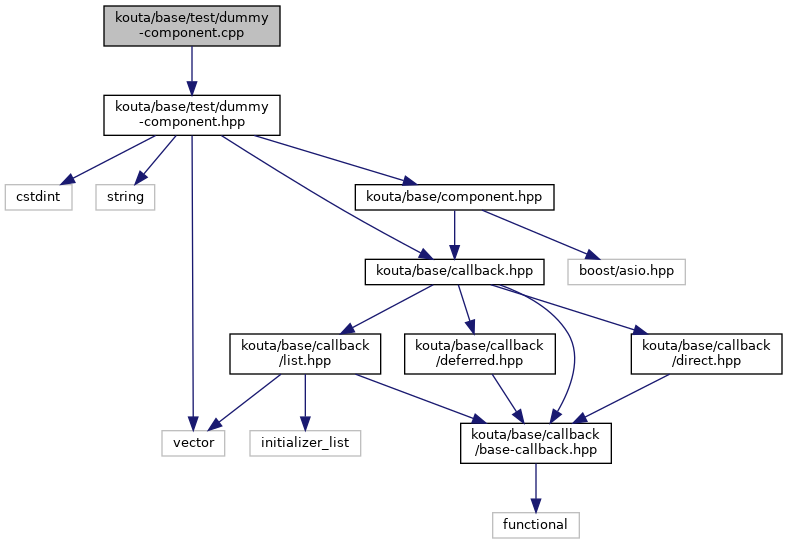 kouta/base/test/dummy
-component.cpp
kouta/base/test/dummy
-component.hpp
cstdint
string
kouta/base/component.hpp
kouta/base/callback.hpp
boost/asio.hpp
kouta/base/callback
/list.hpp
kouta/base/callback
/deferred.hpp
kouta/base/callback
/direct.hpp
vector
initializer_list
kouta/base/callback
/base-callback.hpp
functional